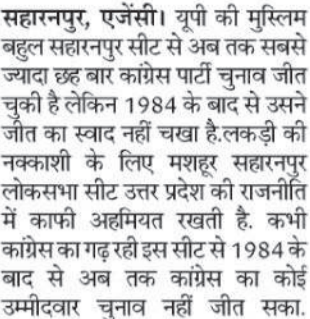 सहारनपुर, एजेंसी। यूपी की मुस्लिम
बहुल सहारनपुर सीट से अब तक सबसे
ज्यादा छह बार कांग्रेस पार्टी चुनाव जीत
चुकी है लेकिन 1984 के बाद से उसने
जीत का स्वाद नहीं चखा है.लकड़ी की
नक्काशी के लिए मशहूर सहारनपुर
लोकसभा सीट उत्तर प्रदेश की राजनीति
में काफी अहमियत रखती है. कभी
कांग्रेस का गढ़ रही इस सीट से 1984 के
बाद से अब तक कांग्रेस का कोई
उम्मीदवार चुनाव नहीं जीत सका.